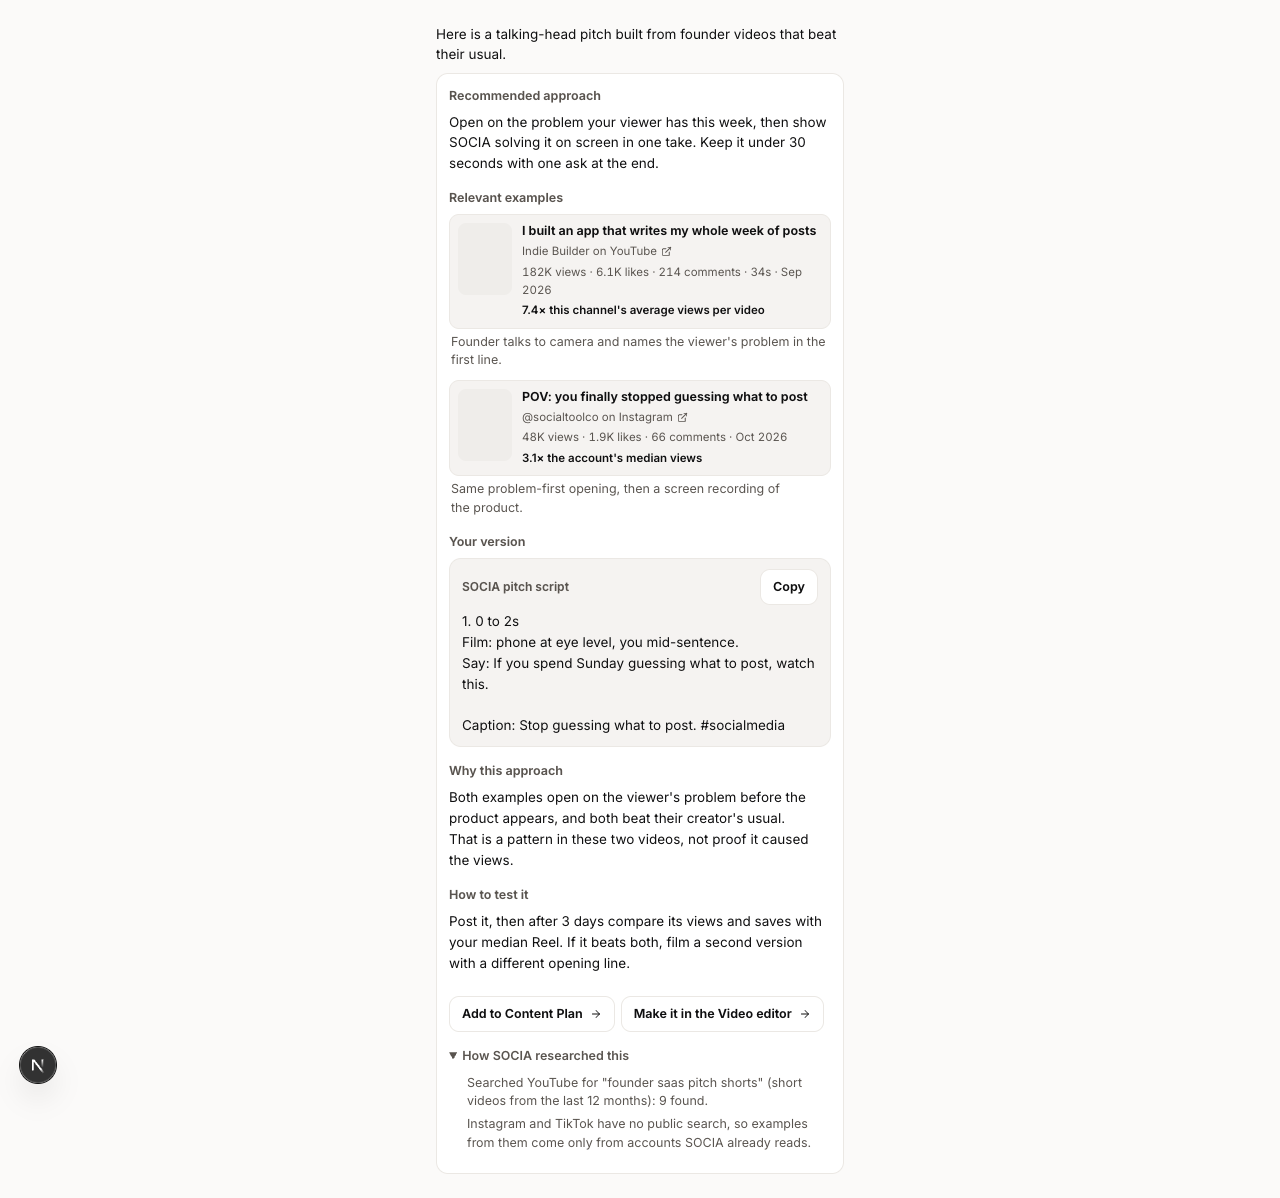 Here is a talking-head pitch built from founder videos that beat
their usual.
Recommended approach
Open on the problem your viewer has this week, then show
SOCIA solving it on screen in one take. Keep it under 30
seconds with one ask at the end.
Relevant examples
I built an app that writes my whole week of posts
Indie Builder on YouTube
182K views · 6.1K likes · 214 comments · 34s · Sep
2026
7.4× this channel's average views per video
Founder talks to camera and names the viewer's problem in the
first line.
POV: you finally stopped guessing what to post
@socialtoolco on Instagram
48K views · 1.9K likes · 66 comments · Oct 2026
3.1× the account's median views
Same problem-first opening, then a screen recording of
the product.
Your version
SOCIA pitch script
Copy
1. 0 to 2s
Film: phone at eye level, you mid-sentence.
Say: If you spend Sunday guessing what to post, watch
this.
Caption: Stop guessing what to post. #socialmedia
Why this approach
Both examples open on the viewer's problem before the
product appears, and both beat their creator's usual.
That is a pattern in these two videos, not proof it caused
the views.
How to test it
Post it, then after 3 days compare its views and saves with
your median Reel. If it beats both, film a second version
with a different opening line.
Add to Content Plan →
Make it in the Video editor →
▼ How SOCIA researched this
N
Searched YouTube for "founder saas pitch shorts" (short
videos from the last 12 months): 9 found.
Instagram and TikTok have no public search, so examples
from them come only from accounts SOCIA already reads.